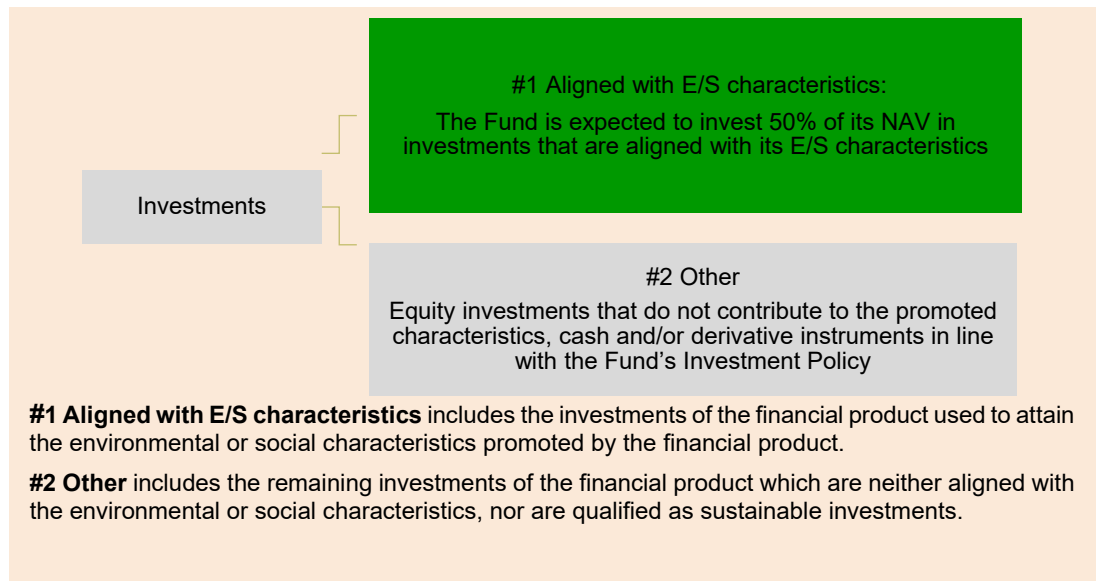 #1 Aligned with E/S characteristics:
The Fund is expected to invest 50% of its NAV in
investments that are aligned with its E/S characteristics
Investments
#2 Other
Equity investments that do not contribute to the promoted
characteristics, cash and/or derivative instruments in line
with the Fund’s Investment Policy
#1 Aligned with E/S characteristics includes the investments of the financial product used to attain
the environmental or social characteristics promoted by the financial product.
#2 Other includes the remaining investments of the financial product which are neither aligned with
the environmental or social characteristics, nor are qualified as sustainable investments.